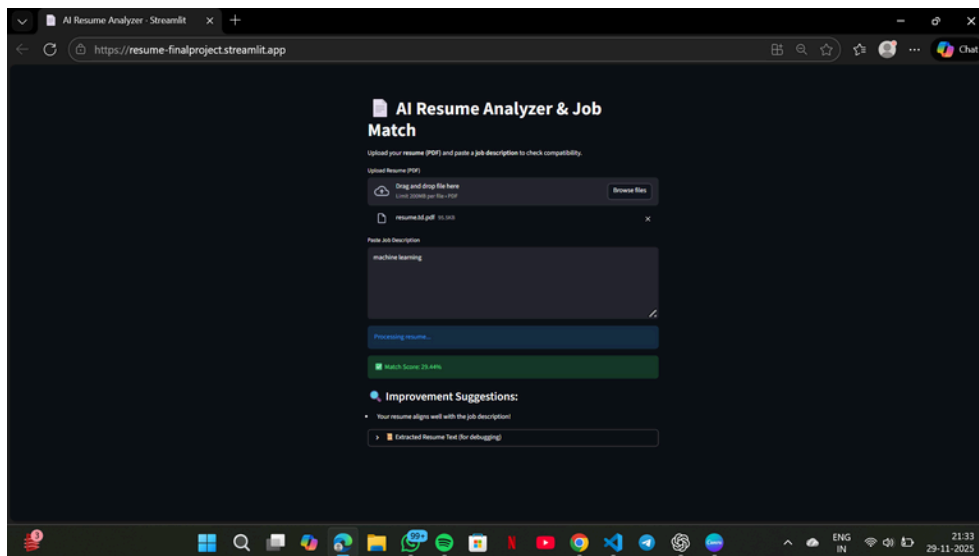 AI Resume Analyzer · Streamlit
https://resume-finalproject.streamlit.app
Chat
AI Resume Analyzer & Job
Match
Upload your resume (PDF) and paste a job description to check compatibility.
Upload Resume (PDF)
Drag and drop file here
Limit 200MB per file • PDF
Browse files
resume.td.pdf 95.5KB
Paste Job Description
machine learning
Processing resume...
Match Score: 29.44%
Improvement Suggestions:
Your resume aligns well with the job description!
Extracted Resume Text (for debugging)
3
99+
ENG
IN
21:33
29-11-2025